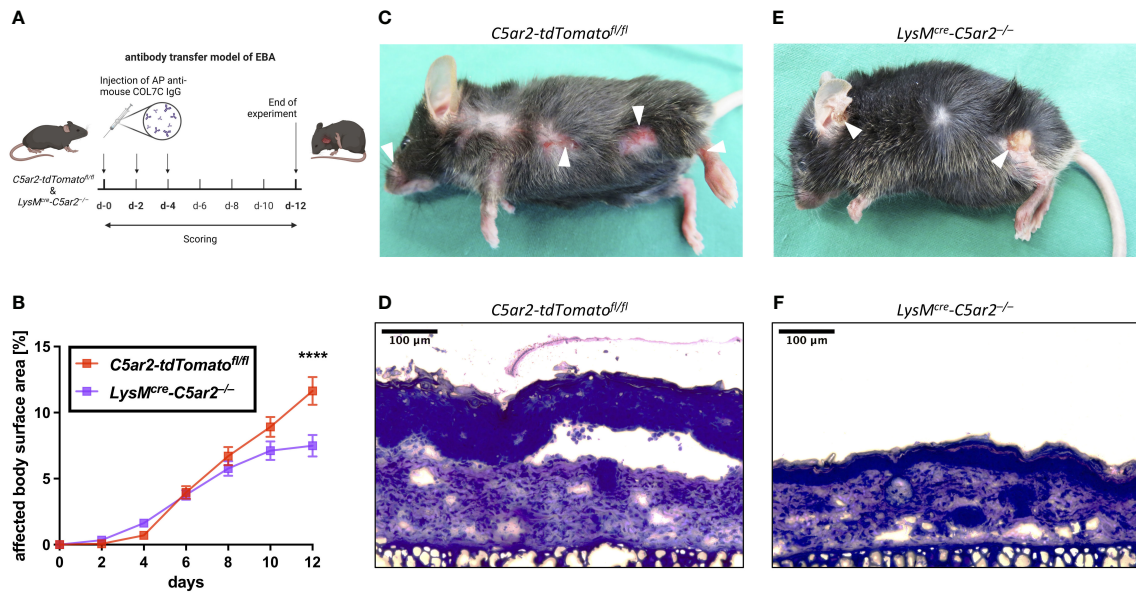 A
antibody transfer model of EBA
Injection of AP anti-
mouse COL7C IgG
End of
experiment
C5ar2-tdTomato^fl/fl
&
LysM^cre-C5ar2^–/–
d-0 d-2 d-4 d-6 d-8 d-10 d-12
Scoring
B
affected body surface area [%]
15
10
5
0
C5ar2-tdTomato^fl/fl
LysM^cre-C5ar2^–/–
****
0 2 4 6 8 10 12
days
C
C5ar2-tdTomato^fl/fl
D
C5ar2-tdTomato^fl/fl
100 µm
E
LysM^cre-C5ar2^–/–
F
LysM^cre-C5ar2^–/–
100 µm